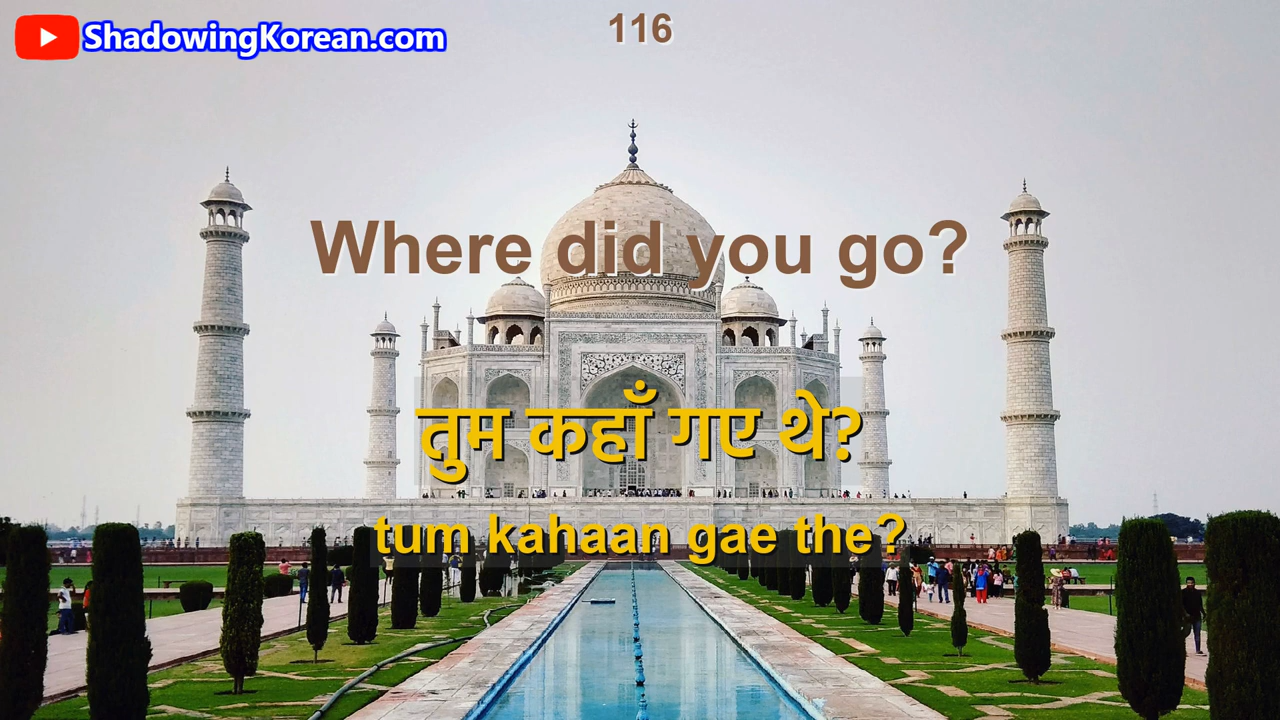 ShadowingKorean.com
116
Where did you go?
तुम कहाँ गए थे?
tum kahaan gae the?